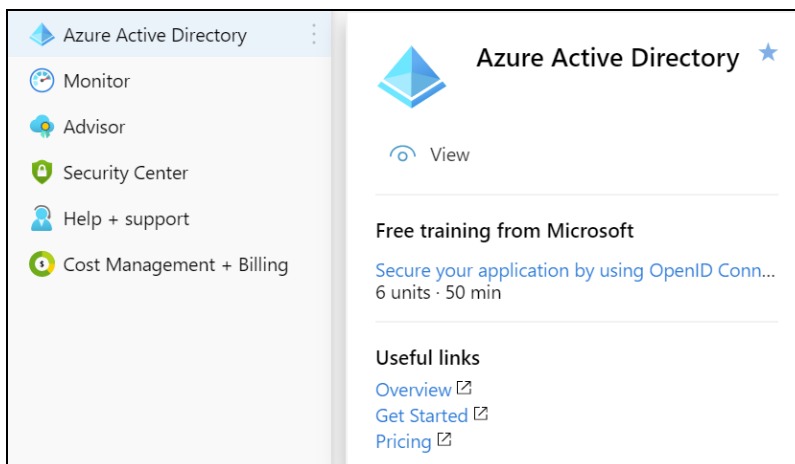 Azure Active Directory
Monitor
Advisor
Security Center
Help + support
Cost Management + Billing
Azure Active Directory
View
Free training from Microsoft
Secure your application by using OpenID Conn...
6 units · 50 min
Useful links
Overview
Get Started
Pricing